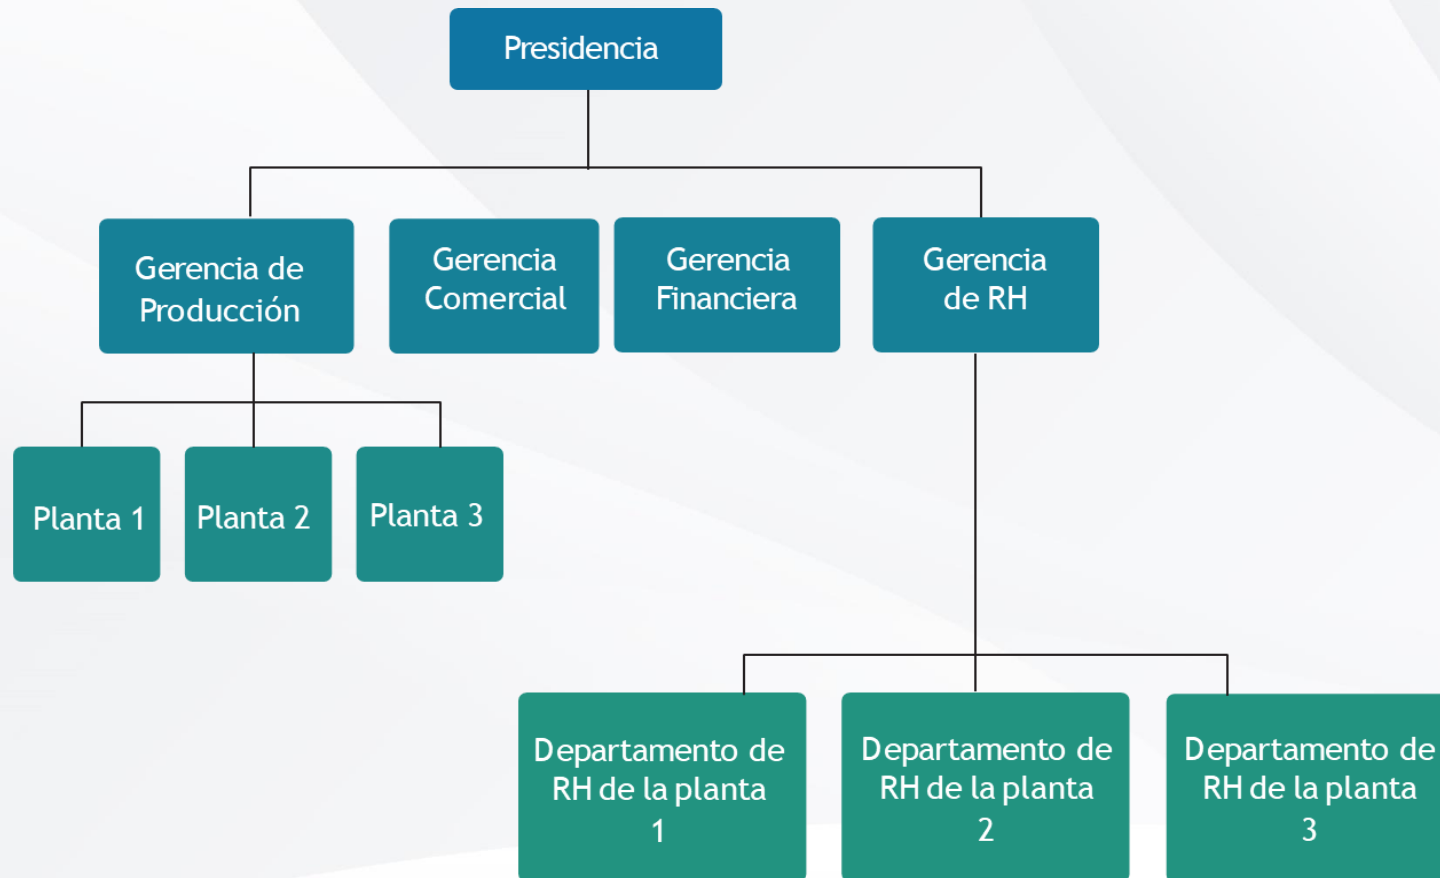 Presidencia
Gerencia de
Producción
Gerencia
Comercial
Gerencia
Financiera
Gerencia
de RH
Planta 1
Planta 2
Planta 3
Departamento de
RH de la planta
1
Departamento de
RH de la planta
2
Departamento de
RH de la planta
3